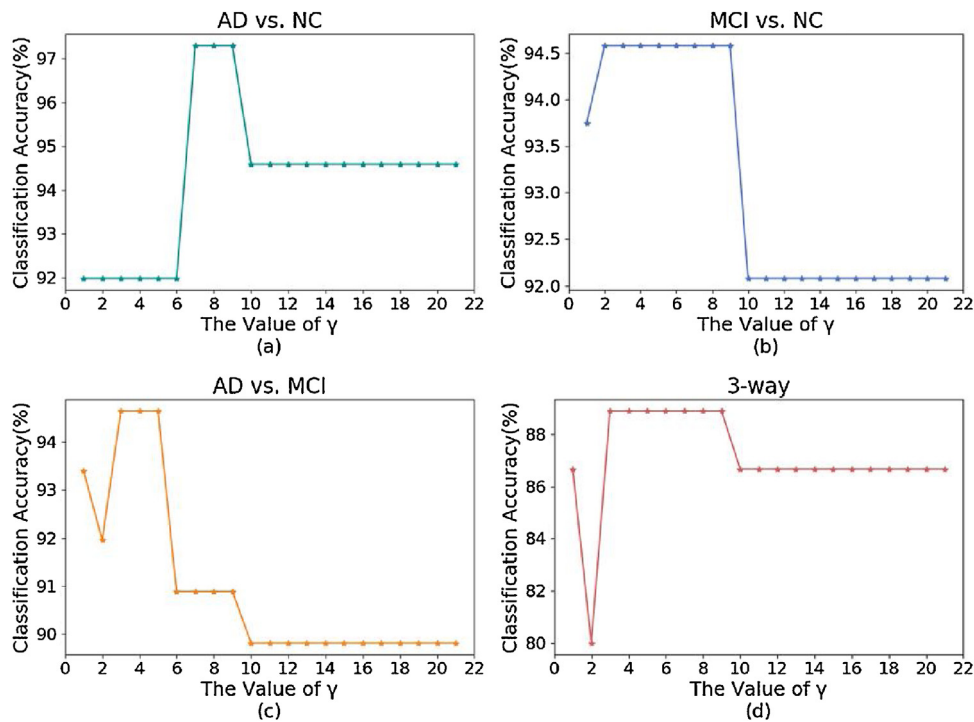 AD vs. NC
Classification Accuracy(%)
97
96
95
94
93
92
0 2 4 6 8 10 12 14 16 18 20 22
The Value of γ
(a)
MCI vs. NC
Classification Accuracy(%)
94.5
94.0
93.5
93.0
92.5
92.0
0 2 4 6 8 10 12 14 16 18 20 22
The Value of γ
(b)
AD vs. MCI
Classification Accuracy(%)
94
93
92
91
90
0 2 4 6 8 10 12 14 16 18 20 22
The Value of γ
(c)
3-way
Classification Accuracy(%)
88
86
84
82
80
0 2 4 6 8 10 12 14 16 18 20 22
The Value of γ
(d)